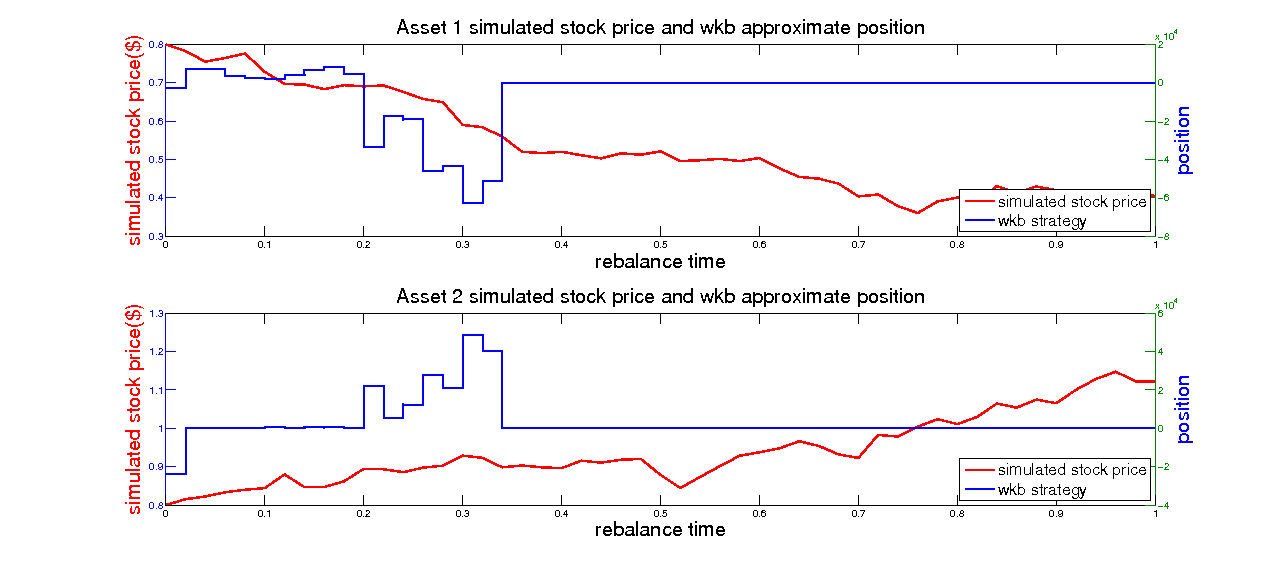 Asset 1 simulated stock price and wkb approximate position
x 10^4
simulated stock price($)
0.8
0.7
0.6
0.5
0.4
0.3
2
0
−2
−4
−6
−8
position
simulated stock price
wkb strategy
0 0.1 0.2 0.3 0.4 0.5 0.6 0.7 0.8 0.9 1
rebalance time
Asset 2 simulated stock price and wkb approximate position
x 10^4
simulated stock price($)
1.3
1.2
1.1
1
0.9
0.8
6
4
2
0
−2
−4
position
simulated stock price
wkb strategy
0 0.1 0.2 0.3 0.4 0.5 0.6 0.7 0.8 0.9 1
rebalance time